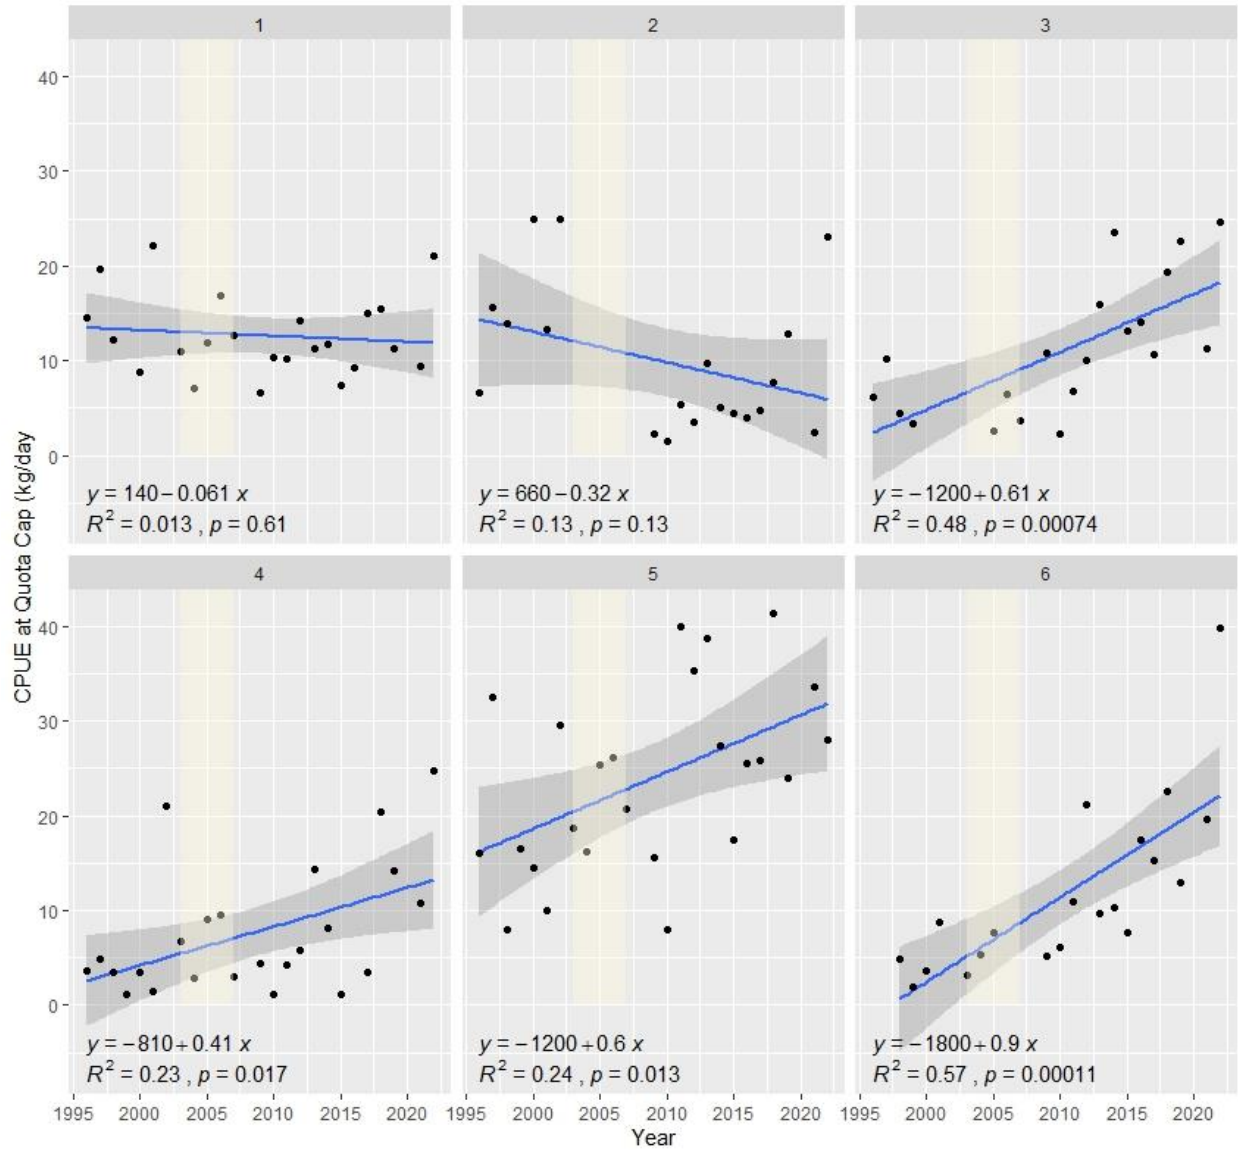 1 2 3
40
30
20
10
0
y = 140 − 0.061 x
R² = 0.013 , p = 0.61
y = 660 − 0.32 x
R² = 0.13 , p = 0.13
y = −1200 + 0.61 x
R² = 0.48 , p = 0.00074
CPUE at Quota Cap (kg/day)
4 5 6
40
30
20
10
0
y = −810 + 0.41 x
R² = 0.23 , p = 0.017
y = −1200 + 0.6 x
R² = 0.24 , p = 0.013
y = −1800 + 0.9 x
R² = 0.57 , p = 0.00011
1995 2000 2005 2010 2015 2020 1995 2000 2005 2010 2015 2020 1995 2000 2005 2010 2015 2020
Year